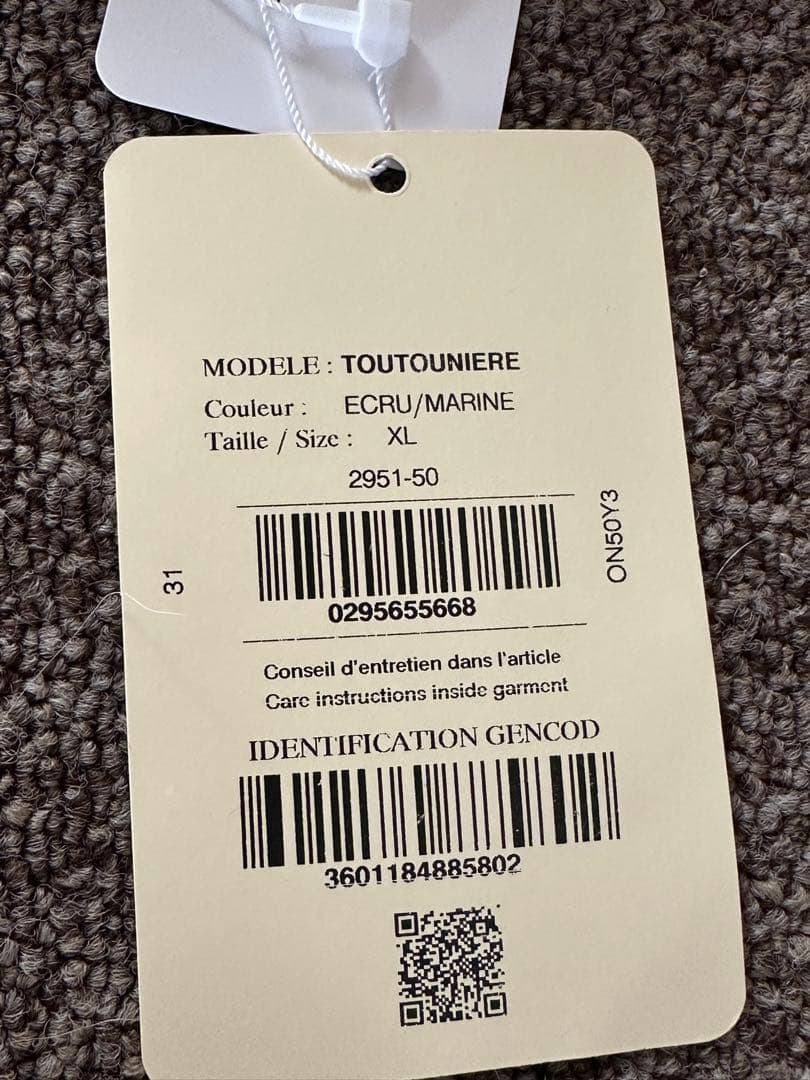 MODELE : TOUTOUNIERE
Couleur : ECRU/MARINE
Taille / Size : XL
2951-50
31
ON50Y3
0295655668
Conseil d'entretien dans l'article
Care instructions inside garment
IDENTIFICATION GENCOD
3601184885802